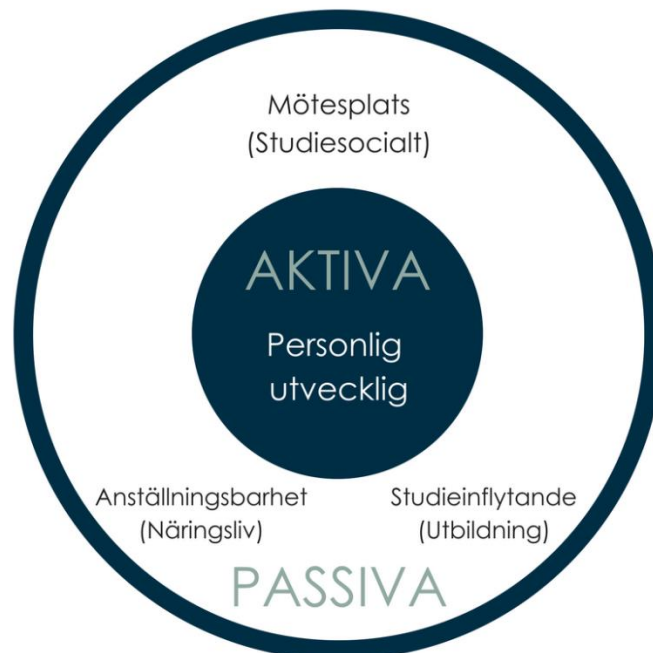 Mötesplats
(Studiesocialt)
AKTIVA
Personlig
utvecklig
Anställningsbarhet
(Näringsliv)
Studieinflytande
(Utbildning)
PASSIVA